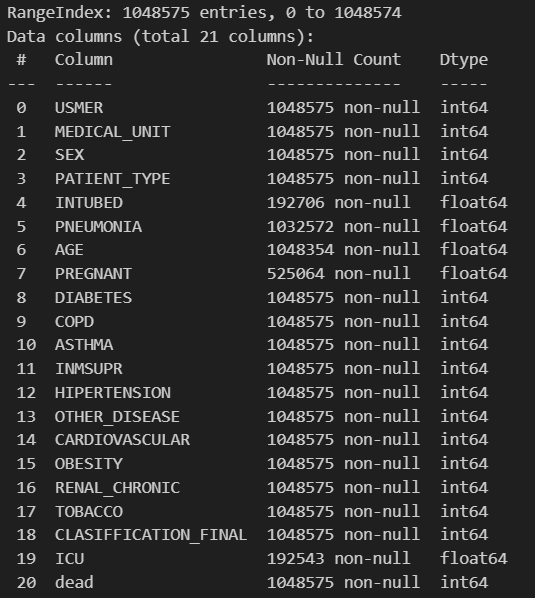 RangeIndex: 1048575 entries, 0 to 1048574
Data columns (total 21 columns):
 #   Column                Non-Null Count    Dtype
---  ------                --------------    -----
 0   USMER                 1048575 non-null  int64
 1   MEDICAL_UNIT          1048575 non-null  int64
 2   SEX                   1048575 non-null  int64
 3   PATIENT_TYPE          1048575 non-null  int64
 4   INTUBED               192706 non-null   float64
 5   PNEUMONIA             1032572 non-null  float64
 6   AGE                   1048354 non-null  float64
 7   PREGNANT              525064 non-null   float64
 8   DIABETES              1048575 non-null  int64
 9   COPD                  1048575 non-null  int64
 10  ASTHMA                1048575 non-null  int64
 11  INMSUPR               1048575 non-null  int64
 12  HIPERTENSION          1048575 non-null  int64
 13  OTHER_DISEASE         1048575 non-null  int64
 14  CARDIOVASCULAR        1048575 non-null  int64
 15  OBESITY               1048575 non-null  int64
 16  RENAL_CHRONIC         1048575 non-null  int64
 17  TOBACCO               1048575 non-null  int64
 18  CLASIFFICATION_FINAL  1048575 non-null  int64
 19  ICU                   192543 non-null   float64
 20  dead                  1048575 non-null  int64